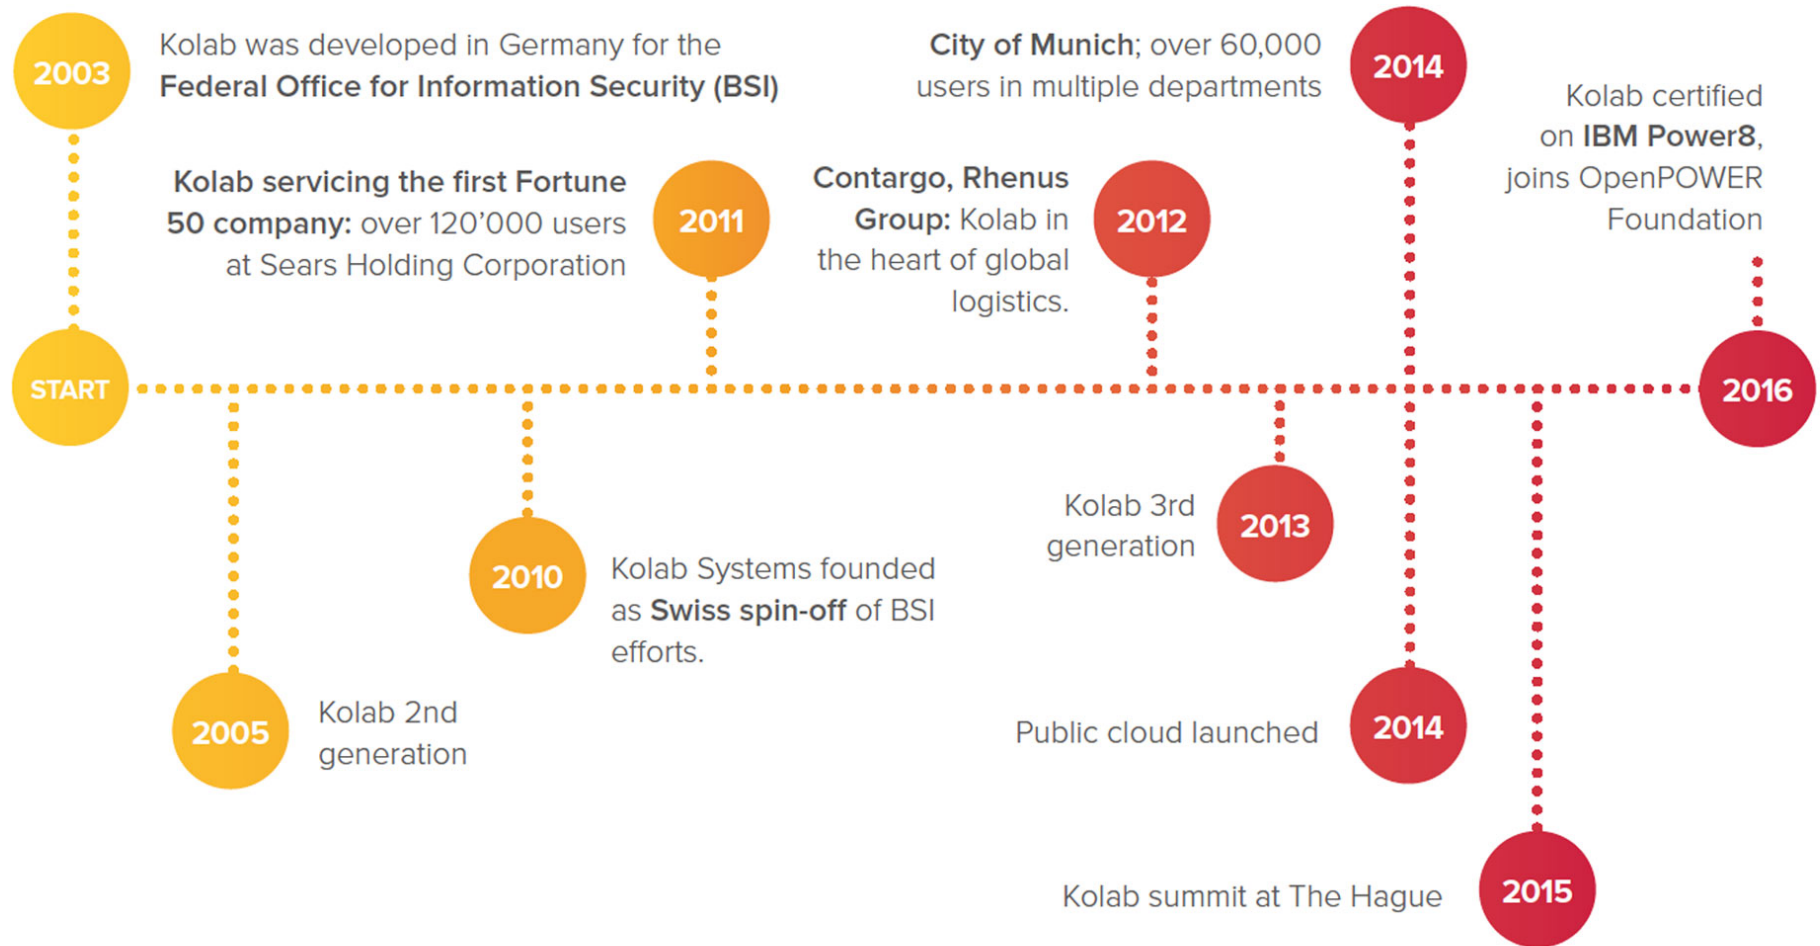 2003
Kolab was developed in Germany for the
Federal Office for Information Security (BSI)
City of Munich; over 60,000
users in multiple departments
2014
Kolab certified
on IBM Power8,
joins OpenPOWER
Foundation
Kolab servicing the first Fortune
50 company: over 120'000 users
at Sears Holding Corporation
2011
Contargo, Rhenus
Group: Kolab in
the heart of global
logistics.
2012
START
2016
Kolab 3rd
generation
2013
2010
Kolab Systems founded
as Swiss spin-off of BSI
efforts.
2005
Kolab 2nd
generation
Public cloud launched
2014
Kolab summit at The Hague
2015